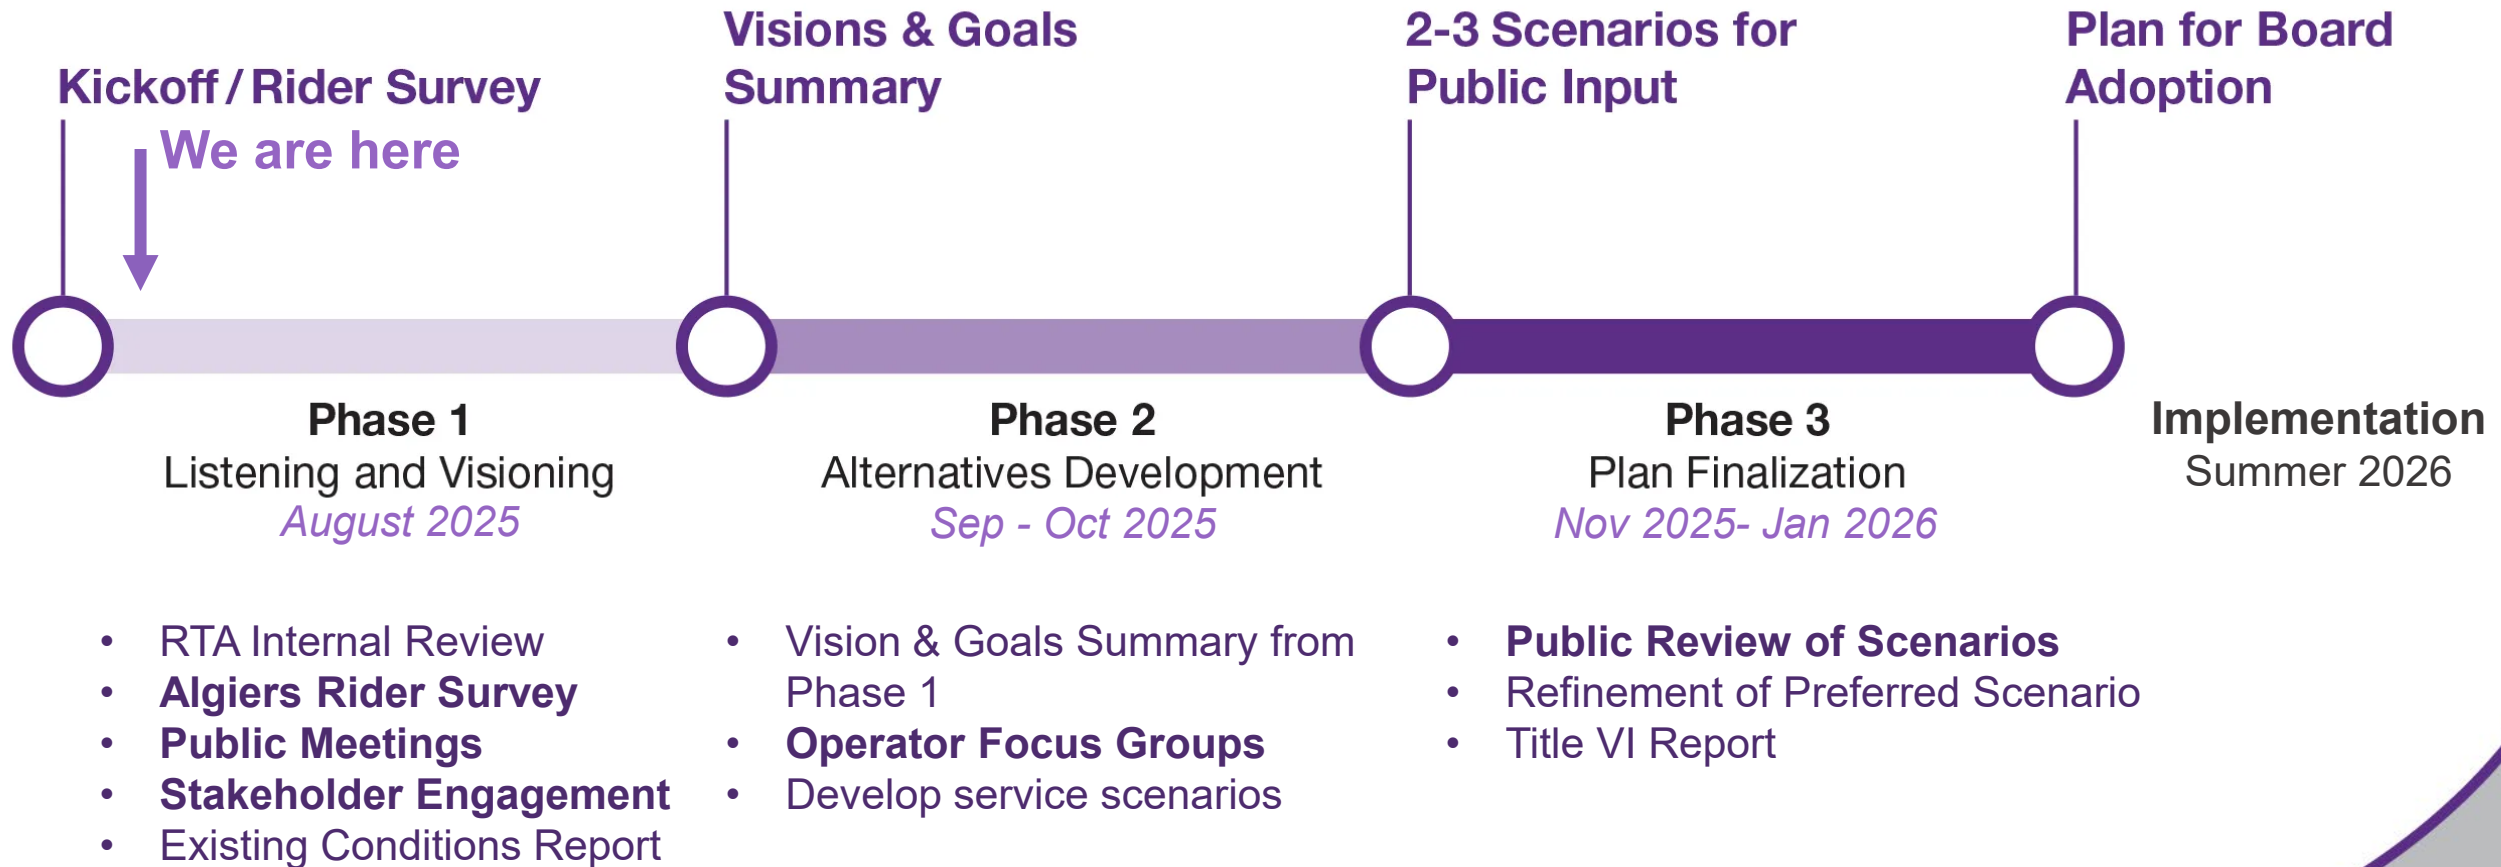 Kickoff / Rider Survey
We are here
Visions & Goals
Summary
2-3 Scenarios for
Public Input
Plan for Board
Adoption
Phase 1
Listening and Visioning
August 2025
Phase 2
Alternatives Development
Sep - Oct 2025
Phase 3
Plan Finalization
Nov 2025- Jan 2026
Implementation
Summer 2026
• RTA Internal Review
• Algiers Rider Survey
• Public Meetings
• Stakeholder Engagement
• Existing Conditions Report
• Vision & Goals Summary from
Phase 1
• Operator Focus Groups
• Develop service scenarios
• Public Review of Scenarios
• Refinement of Preferred Scenario
• Title VI Report